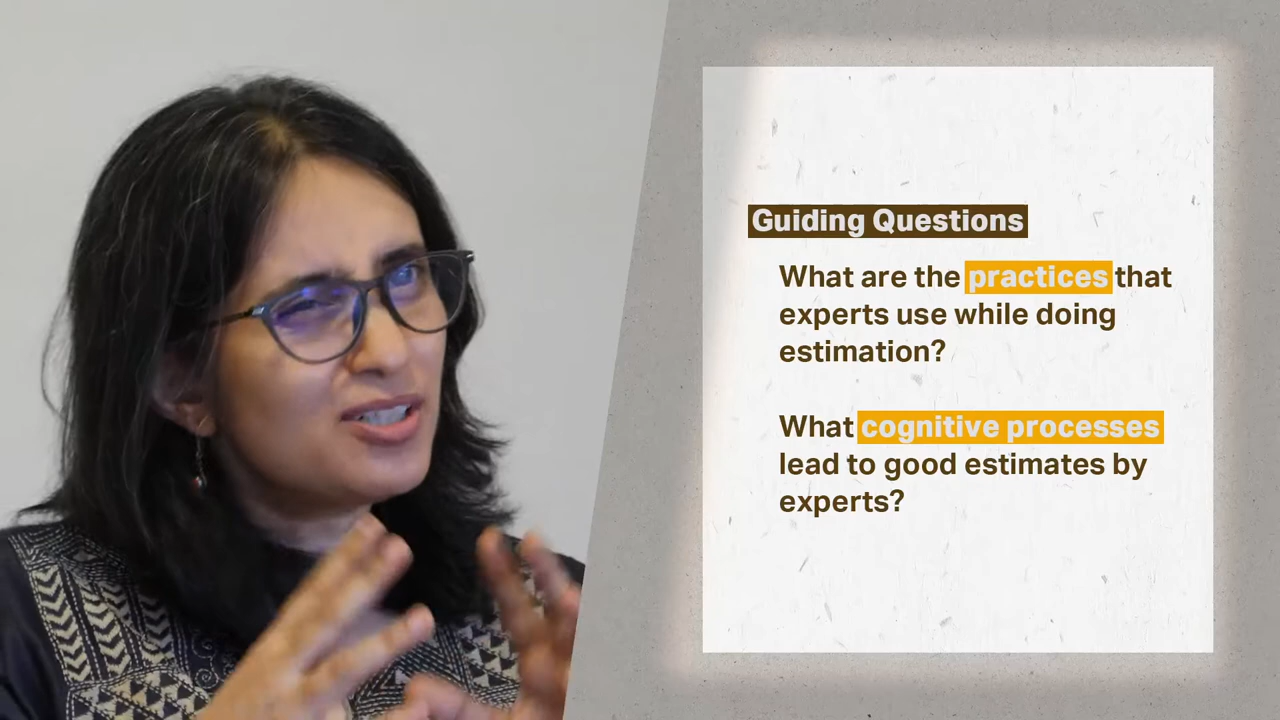 Guiding Questions
What are the practices that
experts use while doing
estimation?
What cognitive processes
lead to good estimates by
experts?